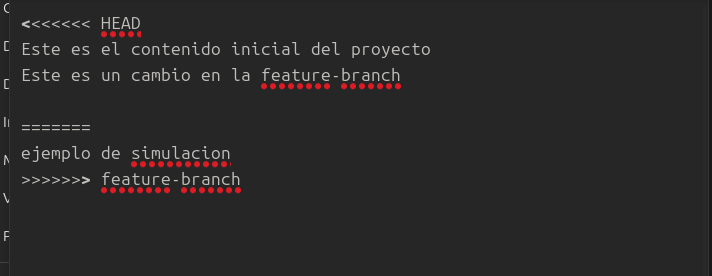 <<<<<<< HEAD
Este es el contenido inicial del proyecto
Este es un cambio en la feature-branch
=======
ejemplo de simulacion
>>>>>>> feature-branch